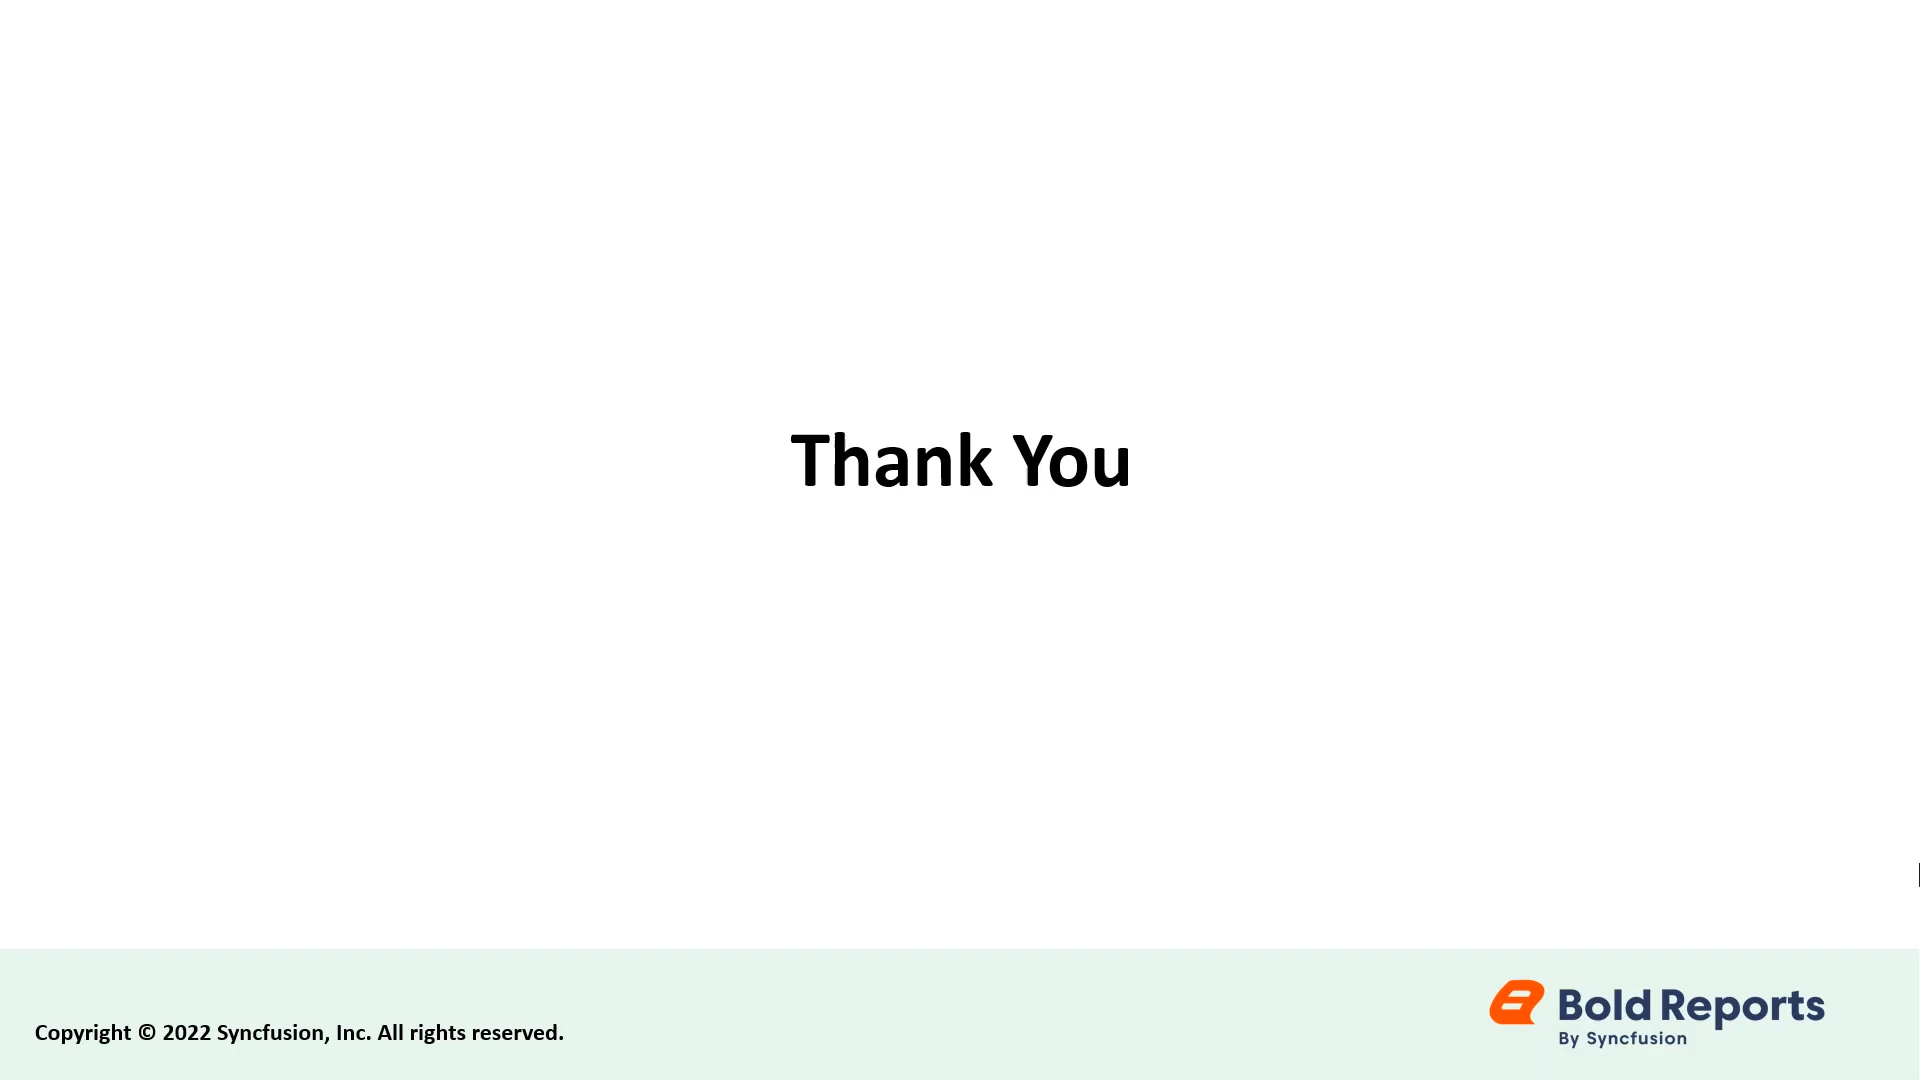 Thank You
Copyright © 2022 Syncfusion, Inc. All rights reserved.
Bold Reports
By Syncfusion